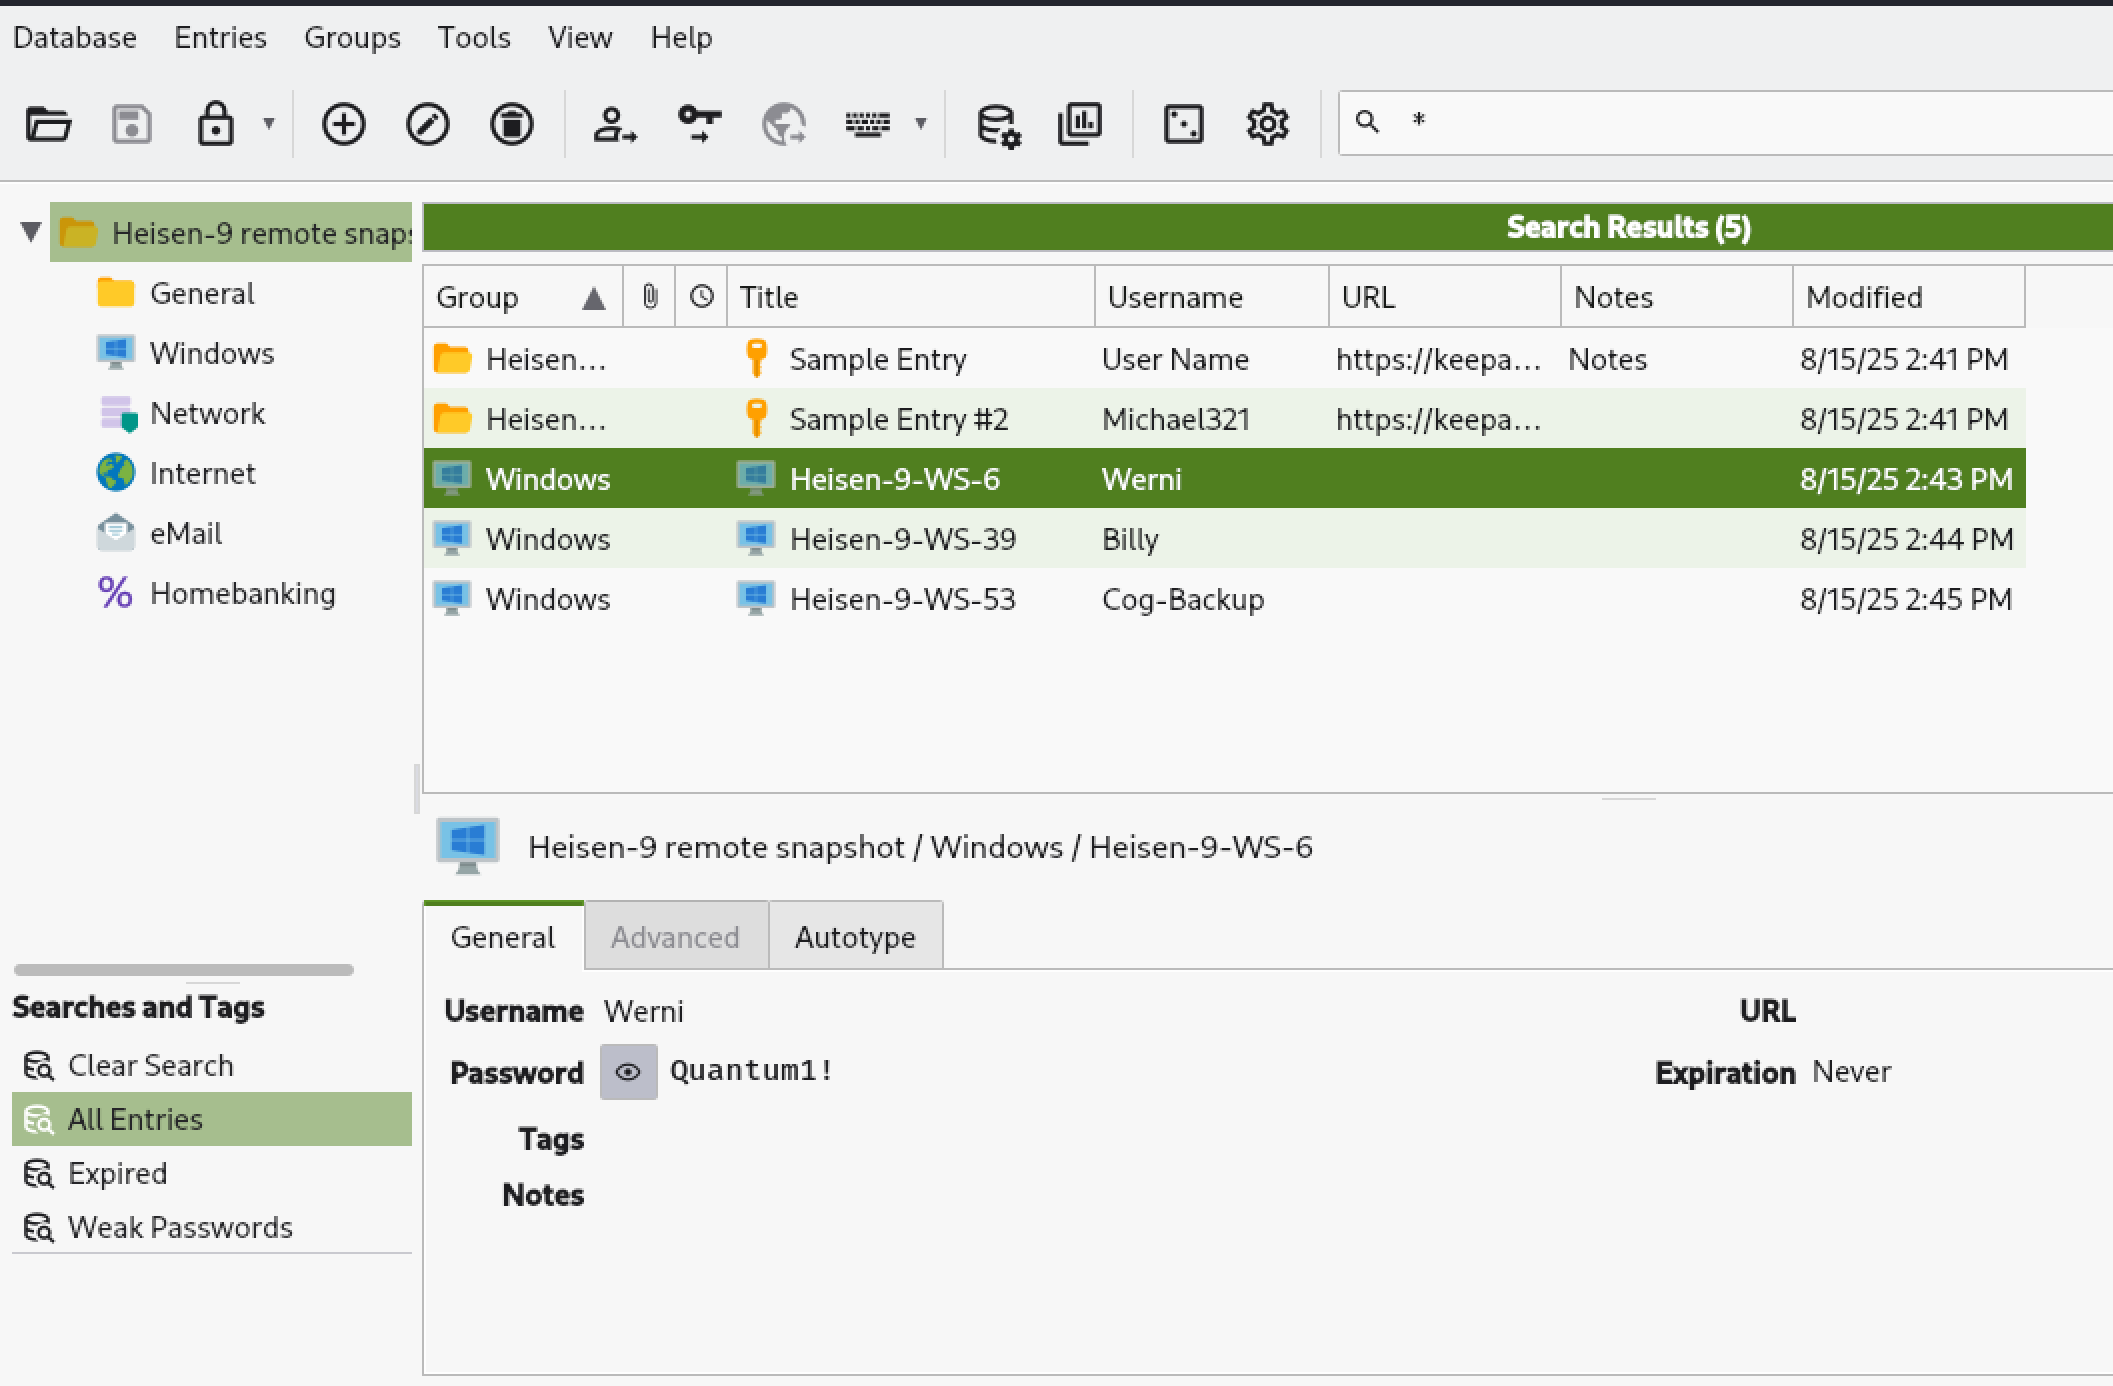 Database Entries Groups Tools View Help
*
Heisen-9 remote snap
General
Windows
Network
Internet
eMail
Homebanking
Searches and Tags
Clear Search
All Entries
Expired
Weak Passwords
Search Results (5)
Group Title Username URL Notes Modified
Heisen... Sample Entry User Name https://keepa... Notes 8/15/25 2:41 PM
Heisen... Sample Entry #2 Michael321 https://keepa... 8/15/25 2:41 PM
Windows Heisen-9-WS-6 Werni 8/15/25 2:43 PM
Windows Heisen-9-WS-39 Billy 8/15/25 2:44 PM
Windows Heisen-9-WS-53 Cog-Backup 8/15/25 2:45 PM
Heisen-9 remote snapshot / Windows / Heisen-9-WS-6
General Advanced Autotype
Username Werni URL
Password Quantum1! Expiration Never
Tags
Notes